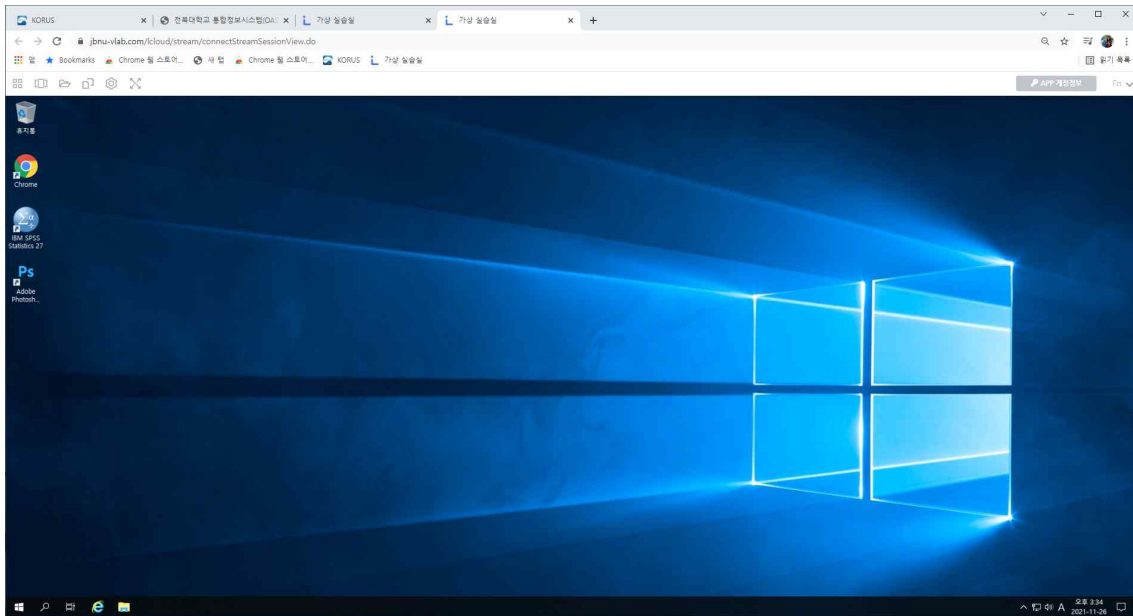 KORUS
전북대학교 통합정보시스템(OA
가상 실습실
가상 실습실
jbnu-vlab.com/lcloud/stream/connectStreamSessionView.do
앱
Bookmarks
Chrome 웹 스토어...
새 탭
Chrome 웹 스토어...
KORUS
가상 실습실
읽기 목록
APP 계정정보
Fn
휴지통
Chrome
IBM SPSS
Statistics 27
Ps
Adobe
Photosh...
A
오후 3:34
2021-11-26